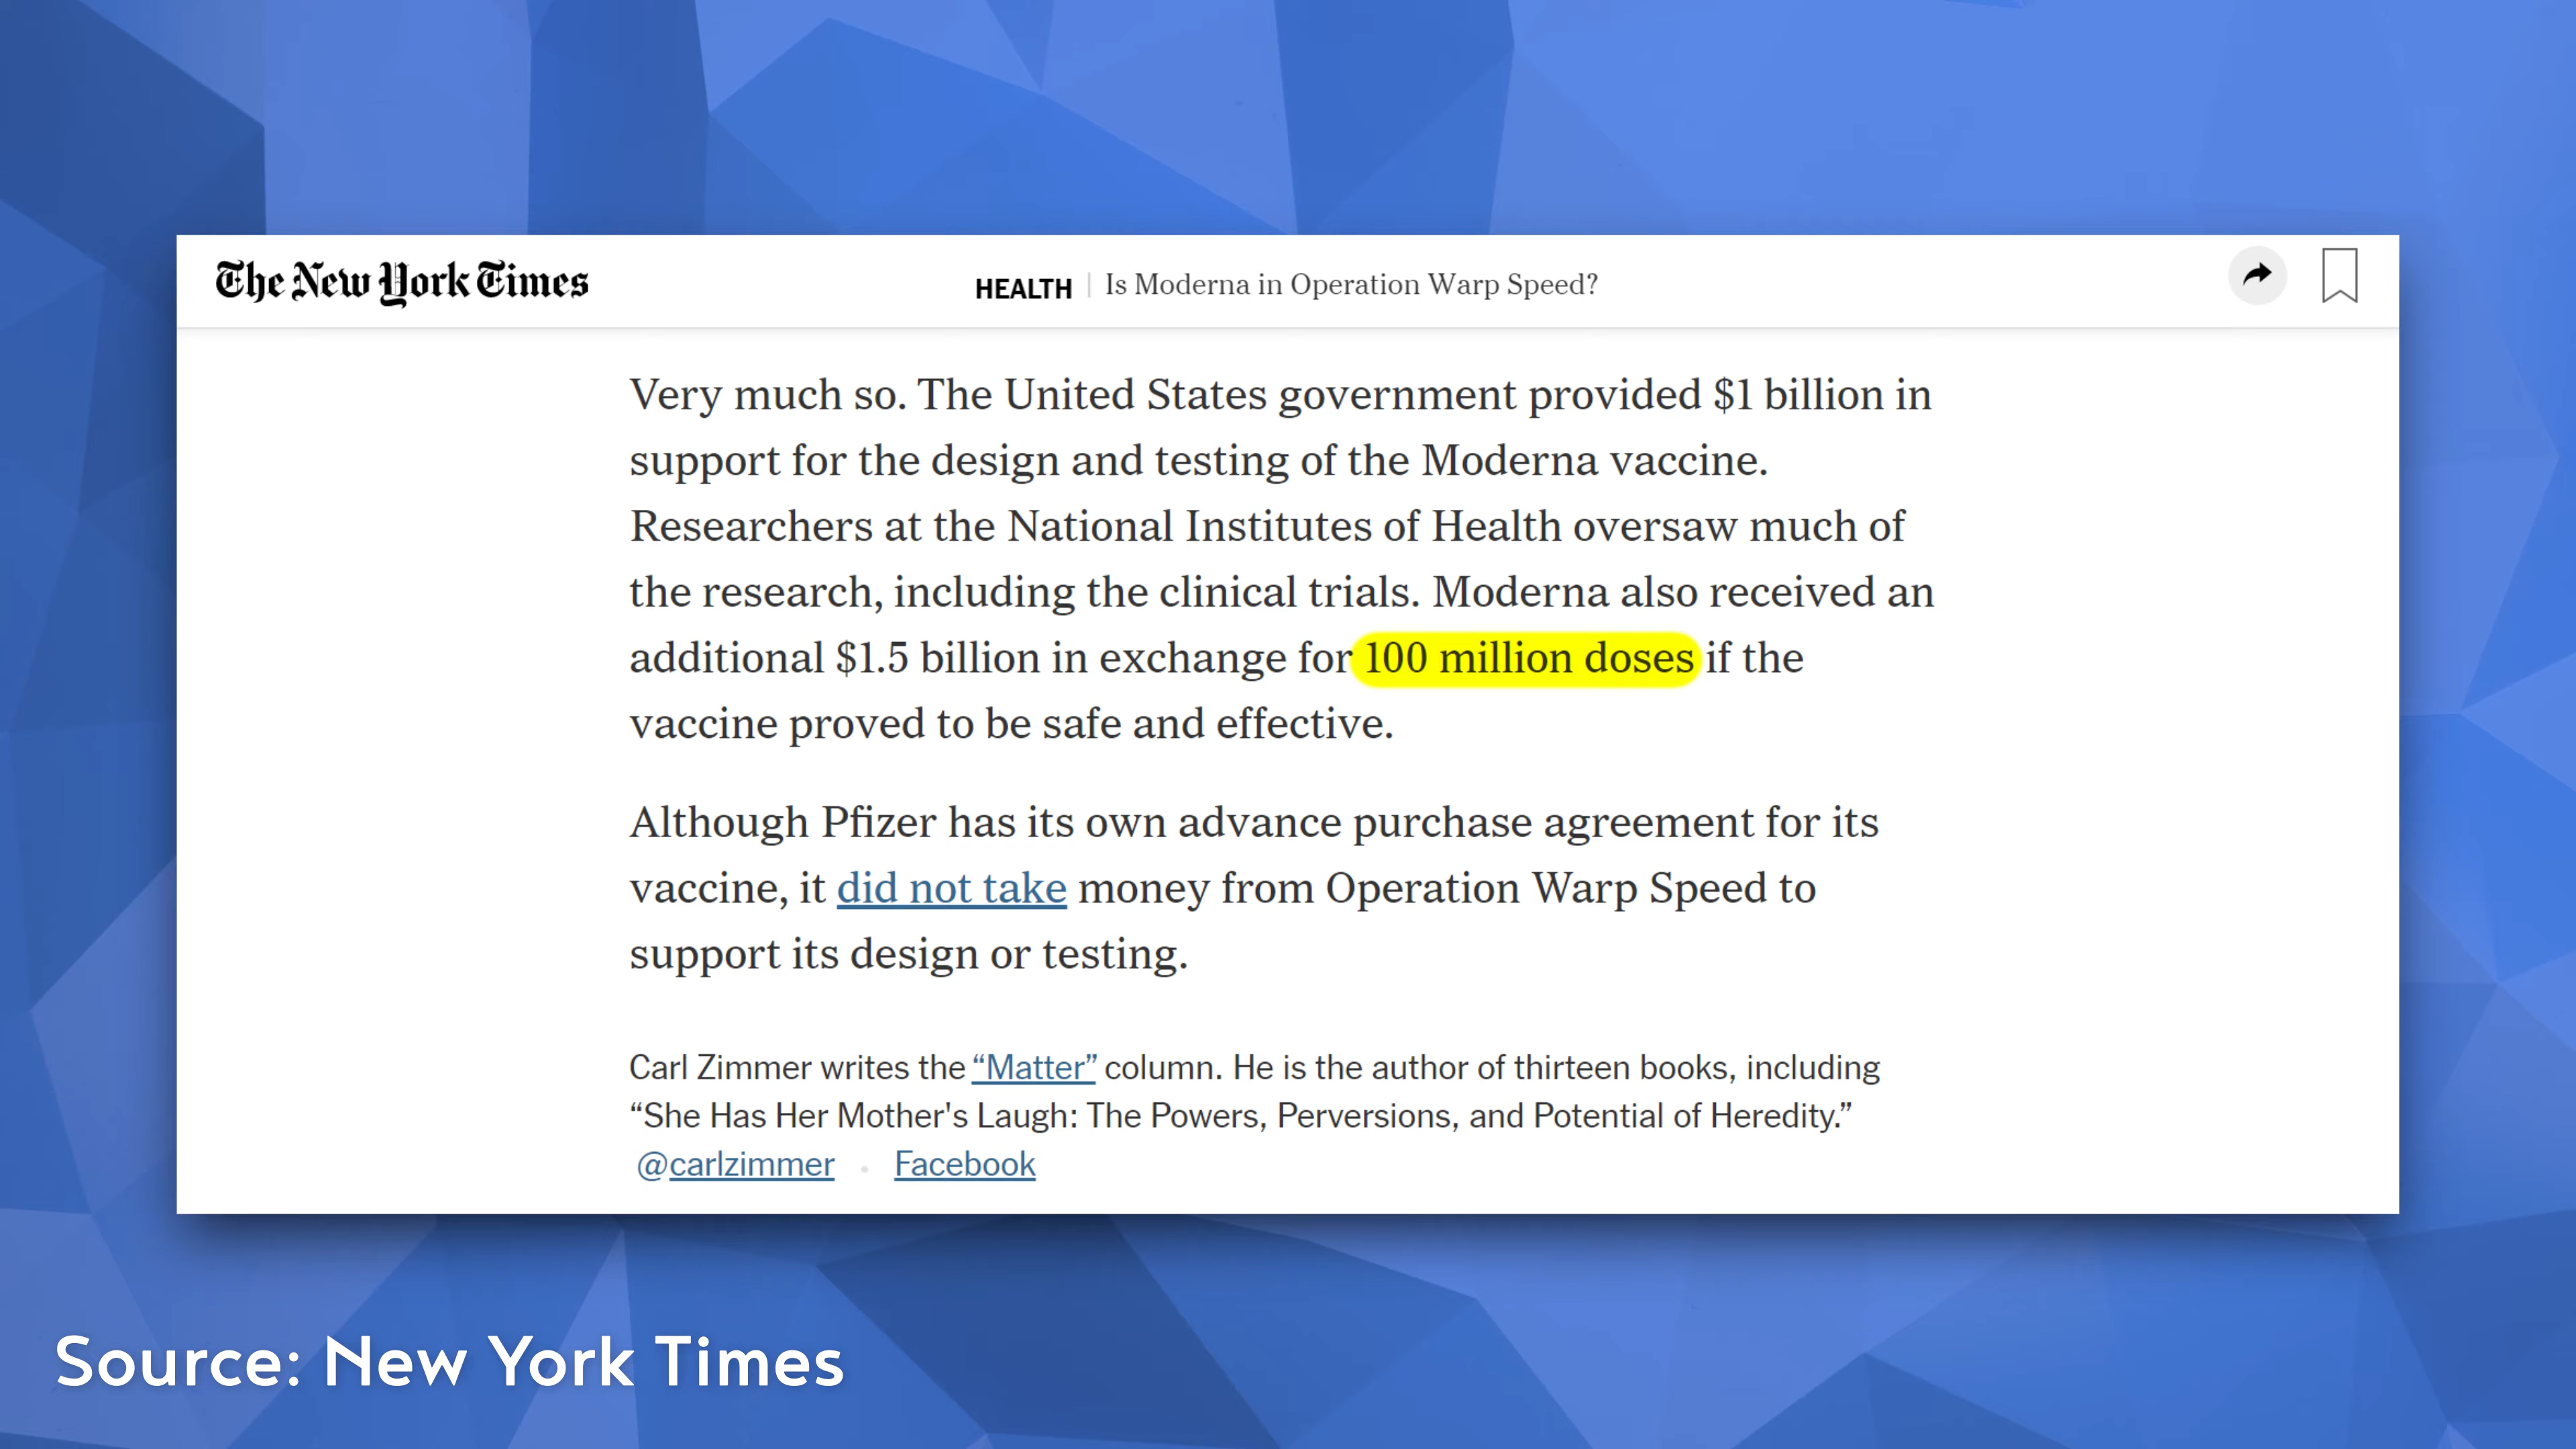 The New York Times
HEALTH | Is Moderna in Operation Warp Speed?
Very much so. The United States government provided $1 billion in
support for the design and testing of the Moderna vaccine.
Researchers at the National Institutes of Health oversaw much of
the research, including the clinical trials. Moderna also received an
additional $1.5 billion in exchange for 100 million doses if the
vaccine proved to be safe and effective.
Although Pfizer has its own advance purchase agreement for its
vaccine, it did not take money from Operation Warp Speed to
support its design or testing.
Carl Zimmer writes the “Matter” column. He is the author of thirteen books, including
“She Has Her Mother's Laugh: The Powers, Perversions, and Potential of Heredity.”
@carlzimmer • Facebook
Source: New York Times